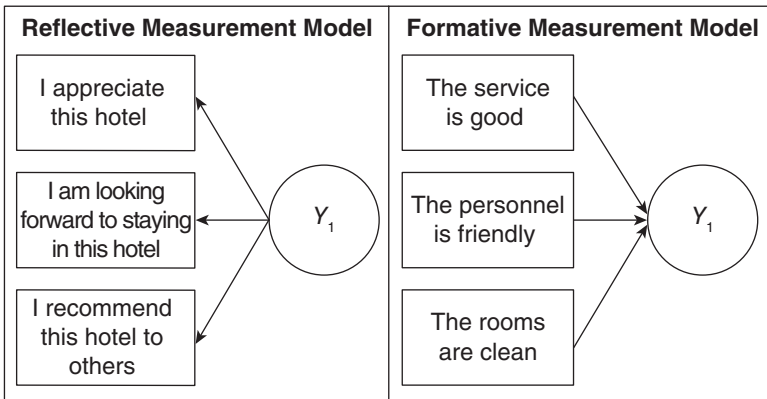 Reflective Measurement Model
I appreciate
this hotel
I am looking
forward to staying
in this hotel
I recommend
this hotel to
others
Y1
Formative Measurement Model
The service
is good
The personnel
is friendly
The rooms
are clean
Y1